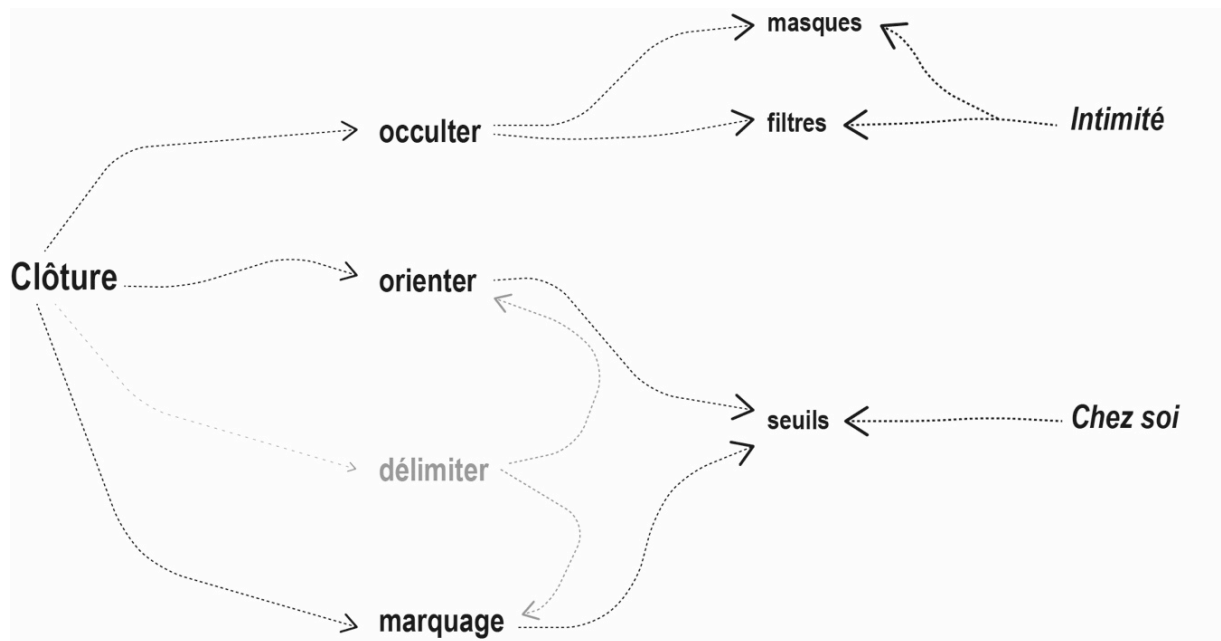 masques
occulter
filtres
Intimité
Clôture
orienter
seuils
Chez soi
délimiter
marquage